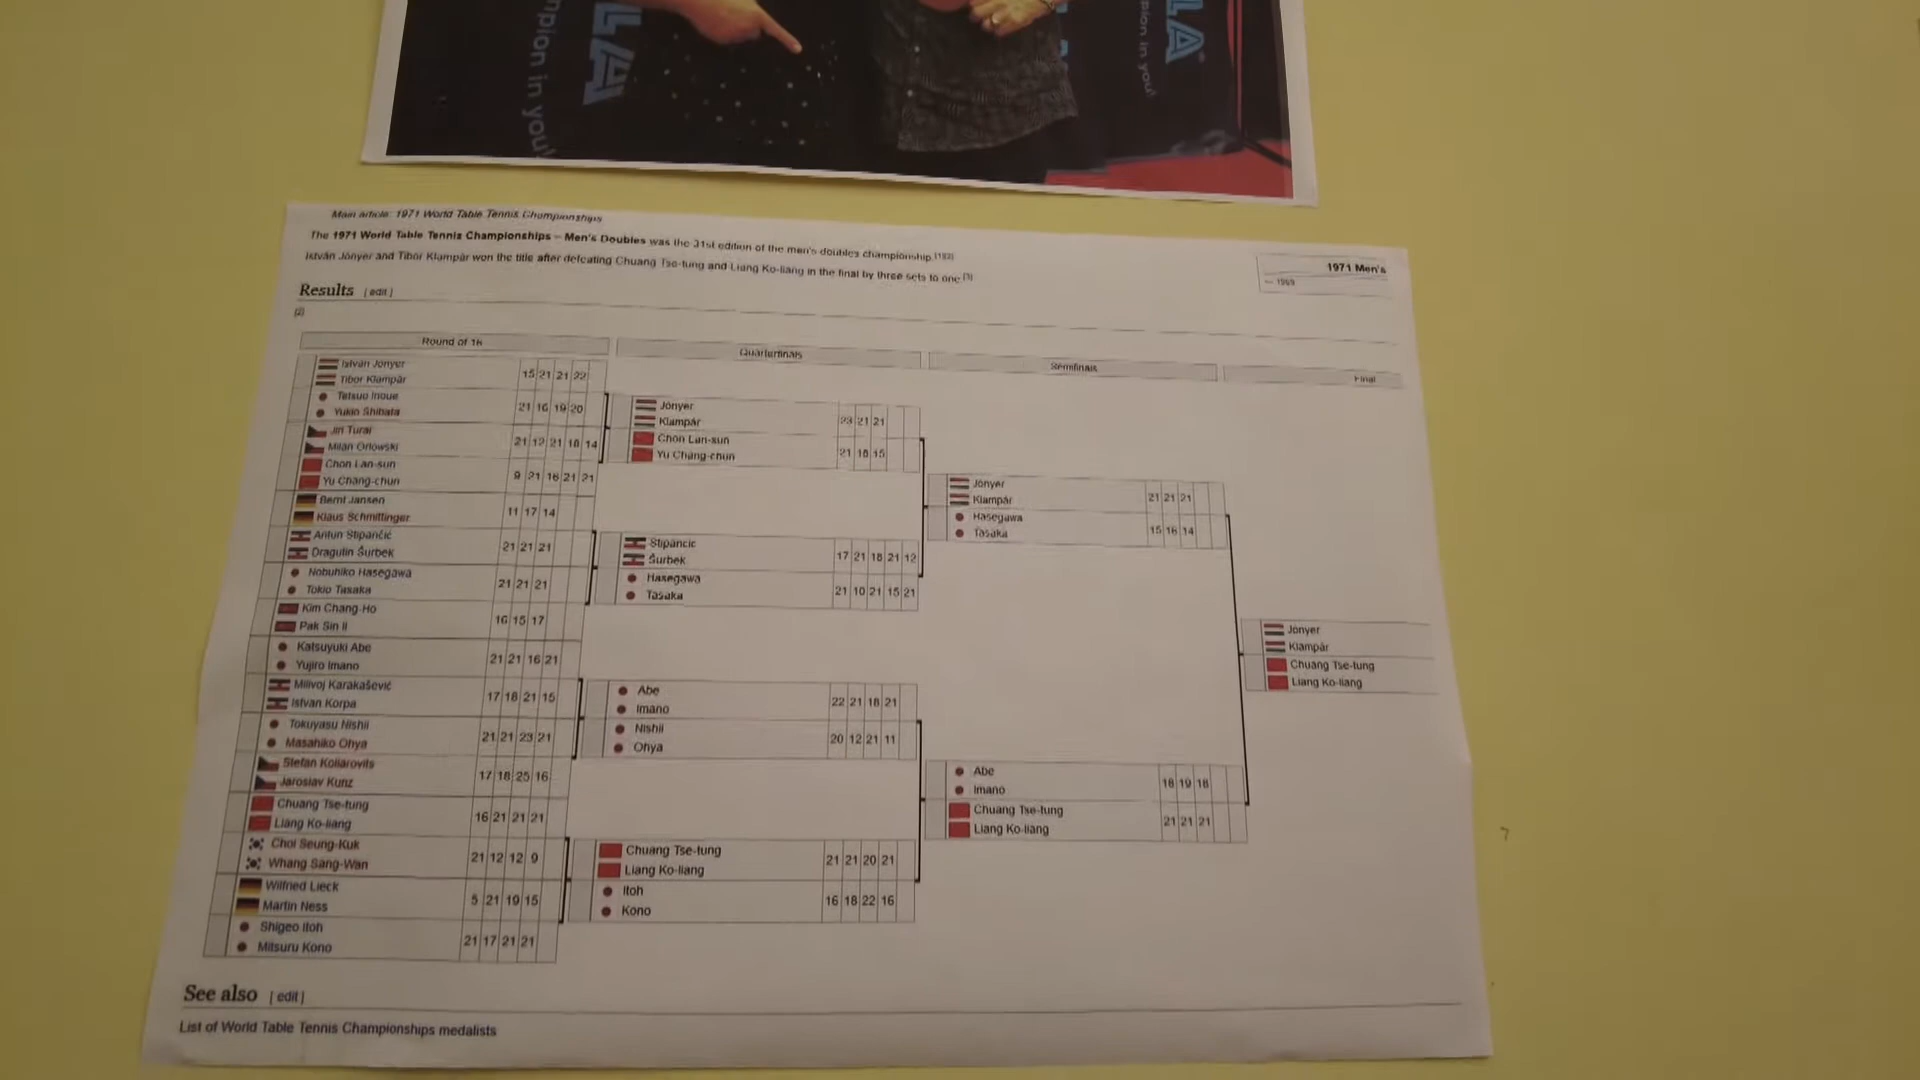 LA
pion in you
LA
pion in you!
Main article: 1971 World Table Tennis Championships
The 1971 World Table Tennis Championships – Men's Doubles was the 31st edition of the men's doubles championship.[1][2]
István Jónyer and Tibor Klampár won the title after defeating Chuang Tse-tung and Liang Ko-liang in the final by three sets to one.[3]
1971 Men's
— 1969
Results [ edit ]
[2]
Round of 16
Quarterfinals
Semifinals
Final
István Jónyer
Tibor Klampár
15 21 21 22
Tetsuo Inoue
Yukio Shibata
21 16 19 20
Jiri Turai
Milan Orlowski
21 12 21 18 14
Chon Lan-sun
Yu Chang-chun
9 21 16 21 21
Bernt Jansen
Klaus Schmittinger
11 17 14
Antun Stipančić
Dragutin Šurbek
21 21 21
Nobuhiko Hasegawa
Tokio Tasaka
21 21 21
Kim Chang-Ho
Pak Sin Il
16 15 17
Katsuyuki Abe
Yujiro Imano
21 21 16 21
Milivoj Karakašević
Istvan Korpa
17 18 21 15
Tokuyasu Nishii
Masahiko Ohya
21 21 23 21
Stefan Kollarovits
Jaroslav Kunz
17 18 25 16
Chuang Tse-tung
Liang Ko-liang
16 21 21 21
Choi Seung-Kuk
Whang Sang-Wan
21 12 12 9
Wilfried Lieck
Martin Ness
5 21 19 15
Shigeo Itoh
Mitsuru Kono
21 17 21 21
Jónyer
Klampár
23 21 21
Chon Lan-sun
Yu Chang-chun
21 18 15
Stipancic
Šurbek
17 21 18 21 12
Hasegawa
Tasaka
21 10 21 15 21
Abe
Imano
22 21 18 21
Nishii
Ohya
20 12 21 11
Chuang Tse-tung
Liang Ko-liang
21 21 20 21
Itoh
Kono
16 18 22 16
Jónyer
Klampár
21 21 21
Hasegawa
Tasaka
15 16 14
Abe
Imano
18 19 18
Chuang Tse-tung
Liang Ko-liang
21 21 21
Jónyer
Klampár
Chuang Tse-tung
Liang Ko-liang
See also [ edit ]
List of World Table Tennis Championships medalists